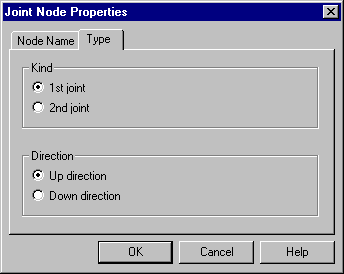 Joint Node Properties
Node Name Type
Kind
1st joint
2nd joint
Direction
Up direction
Down direction
OK Cancel Help